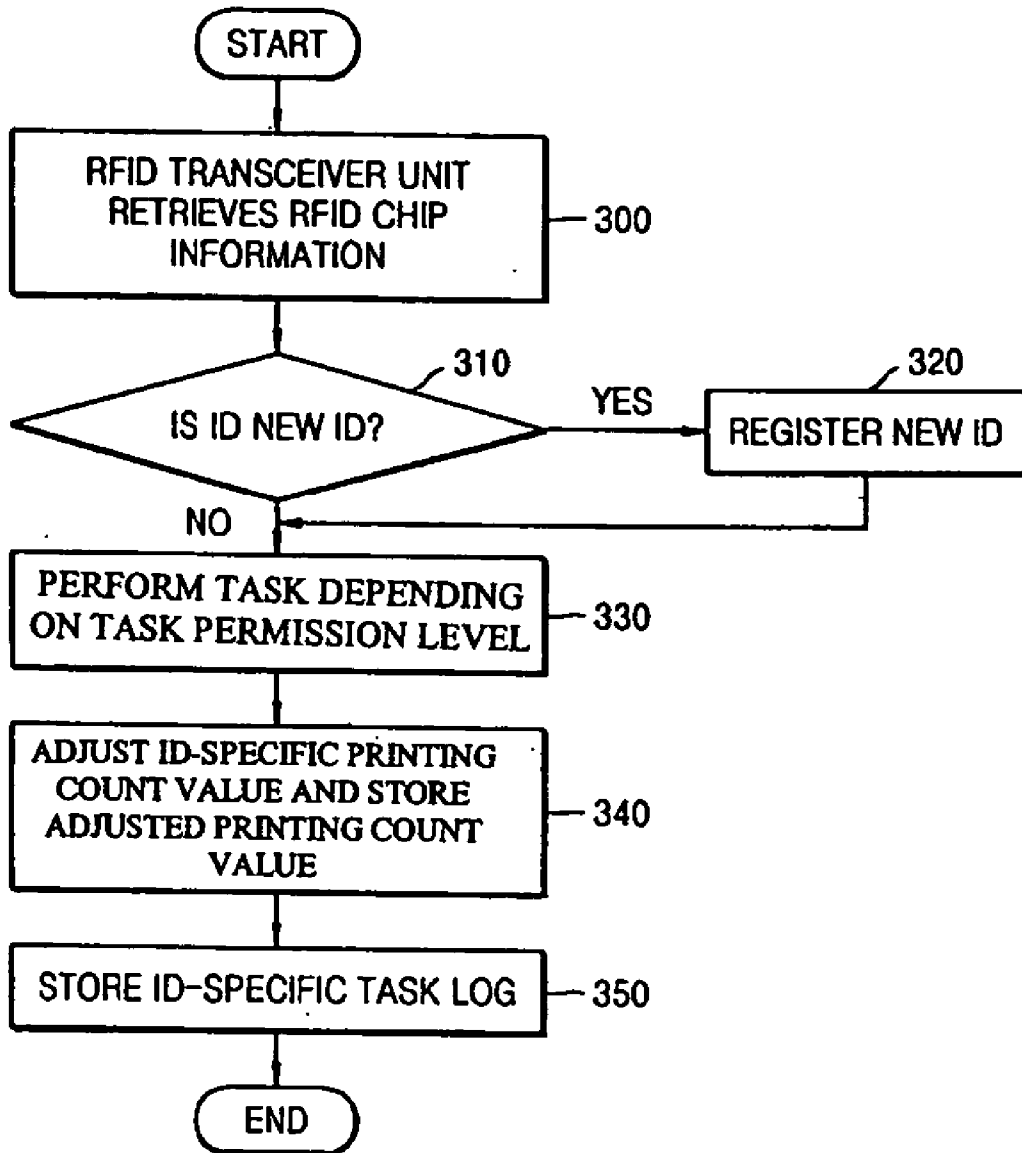 START
RFID TRANSCEIVER UNIT
RETRIEVES RFID CHIP
INFORMATION
300
310
IS ID NEW ID?
YES
320
REGISTER NEW ID
NO
PERFORM TASK DEPENDING
ON TASK PERMISSION LEVEL
330
ADJUST ID-SPECIFIC PRINTING
COUNT VALUE AND STORE
ADJUSTED PRINTING COUNT
VALUE
340
STORE ID-SPECIFIC TASK LOG
350
END